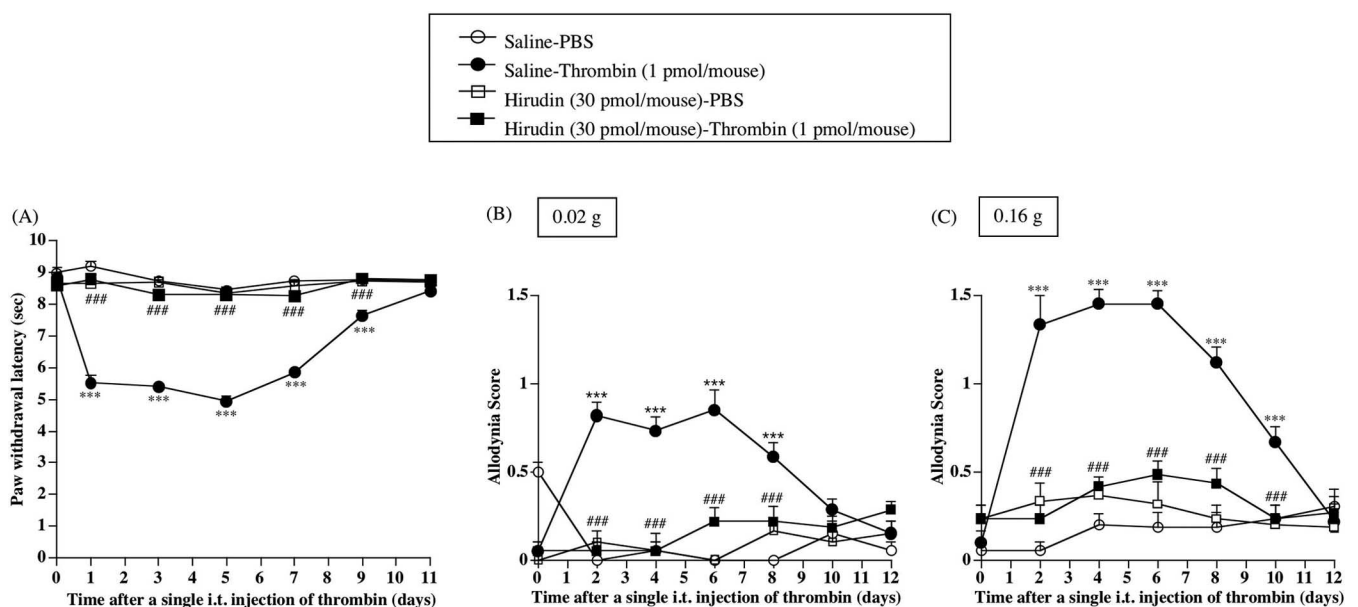 Saline-PBS
Saline-Thrombin (1 pmol/mouse)
Hirudin (30 pmol/mouse)-PBS
Hirudin (30 pmol/mouse)-Thrombin (1 pmol/mouse)
(A)
10
9
8
7
6
5
4
3
2
1
0
Paw withdrawal latency (sec)
###
###
###
###
###
***
***
***
***
***
0 1 2 3 4 5 6 7 8 9 10 11
Time after a single i.t. injection of thrombin (days)
(B)
0.02 g
1.5
1
0.5
0
Allodynia Score
***
***
***
***
###
###
###
###
0 1 2 3 4 5 6 7 8 9 10 11 12
Time after a single i.t. injection of thrombin (days)
(C)
0.16 g
1.5
1
0.5
0
Allodynia Score
***
***
***
***
***
###
###
###
###
###
0 1 2 3 4 5 6 7 8 9 10 11 12
Time after a single i.t. injection of thrombin (days)